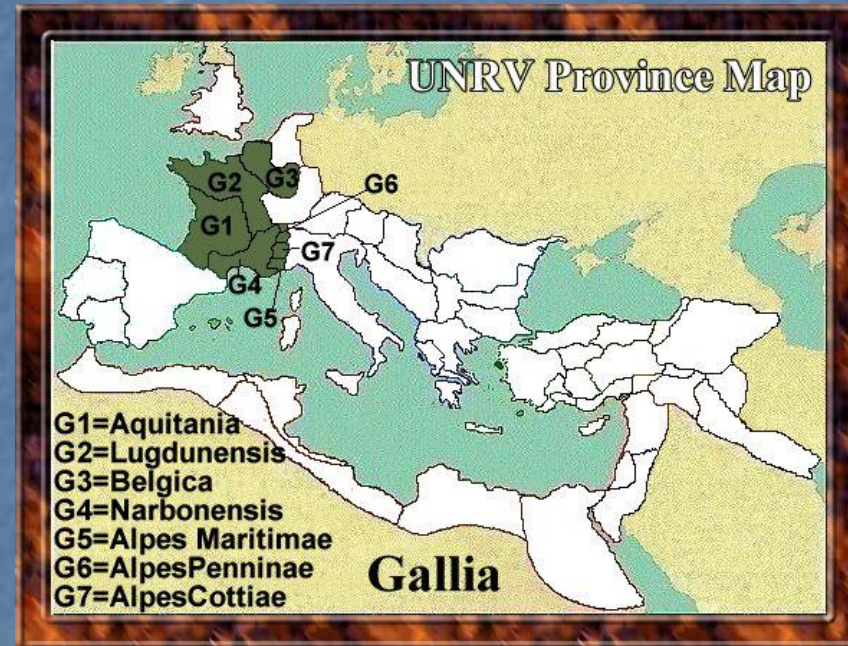 UNRV Province Map
G2
G3
G6
G1
G7
G4
G5
G1=Aquitania
G2=Lugdunensis
G3=Belgica
G4=Narbonensis
G5=Alpes Maritimae
G6=AlpesPenninae
G7=AlpesCottiae
Gallia